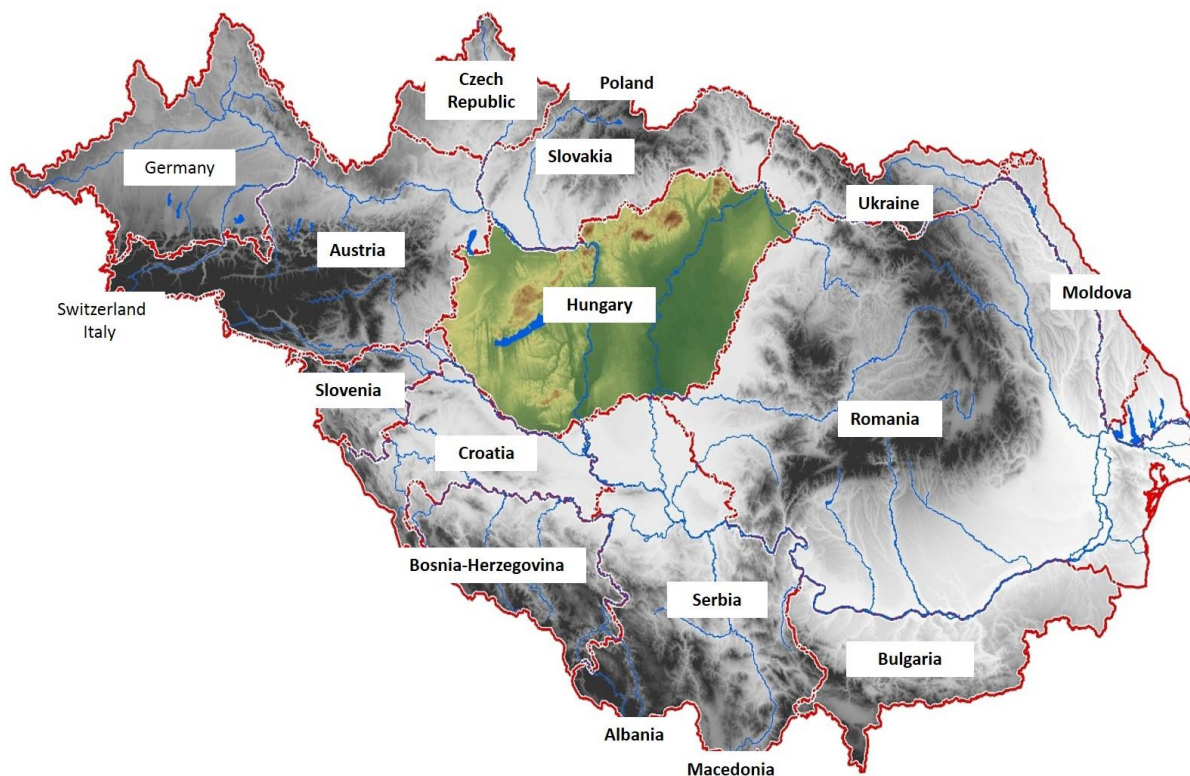 Czech
Republic
Poland
Slovakia
Germany
Ukraine
Austria
Moldova
Switzerland
Italy
Hungary
Slovenia
Romania
Croatia
Bosnia-Herzegovina
Serbia
Bulgaria
Albania
Macedonia